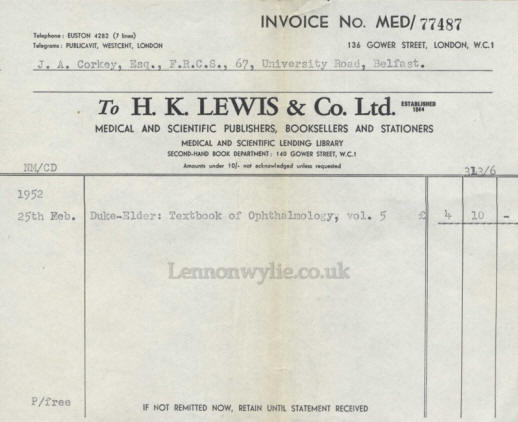 INVOICE No. MED/77487
Telephone: EUSTON 4282 (7 lines)
Telegrams: PUBLICAVIT, WESTCENT, LONDON
136 GOWER STREET, LONDON, W.C.1
J. A. Corkey, Esq., F.R.C.S., 67, University Road, Belfast.
To H. K. LEWIS & Co. Ltd. ESTABLISHED 1844
MEDICAL AND SCIENTIFIC PUBLISHERS, BOOKSELLERS AND STATIONERS
MEDICAL AND SCIENTIFIC LENDING LIBRARY
SECOND-HAND BOOK DEPARTMENT: 140 GOWER STREET, W.C.1
NM/CD
Amounts under 10/- not acknowledged unless requested
1952
25th Feb. Duke-Elder: Textbook of Ophthalmology, vol. 5 £ 4 10 -
Lennonwylie.co.uk
P/free
IF NOT REMITTED NOW, RETAIN UNTIL STATEMENT RECEIVED